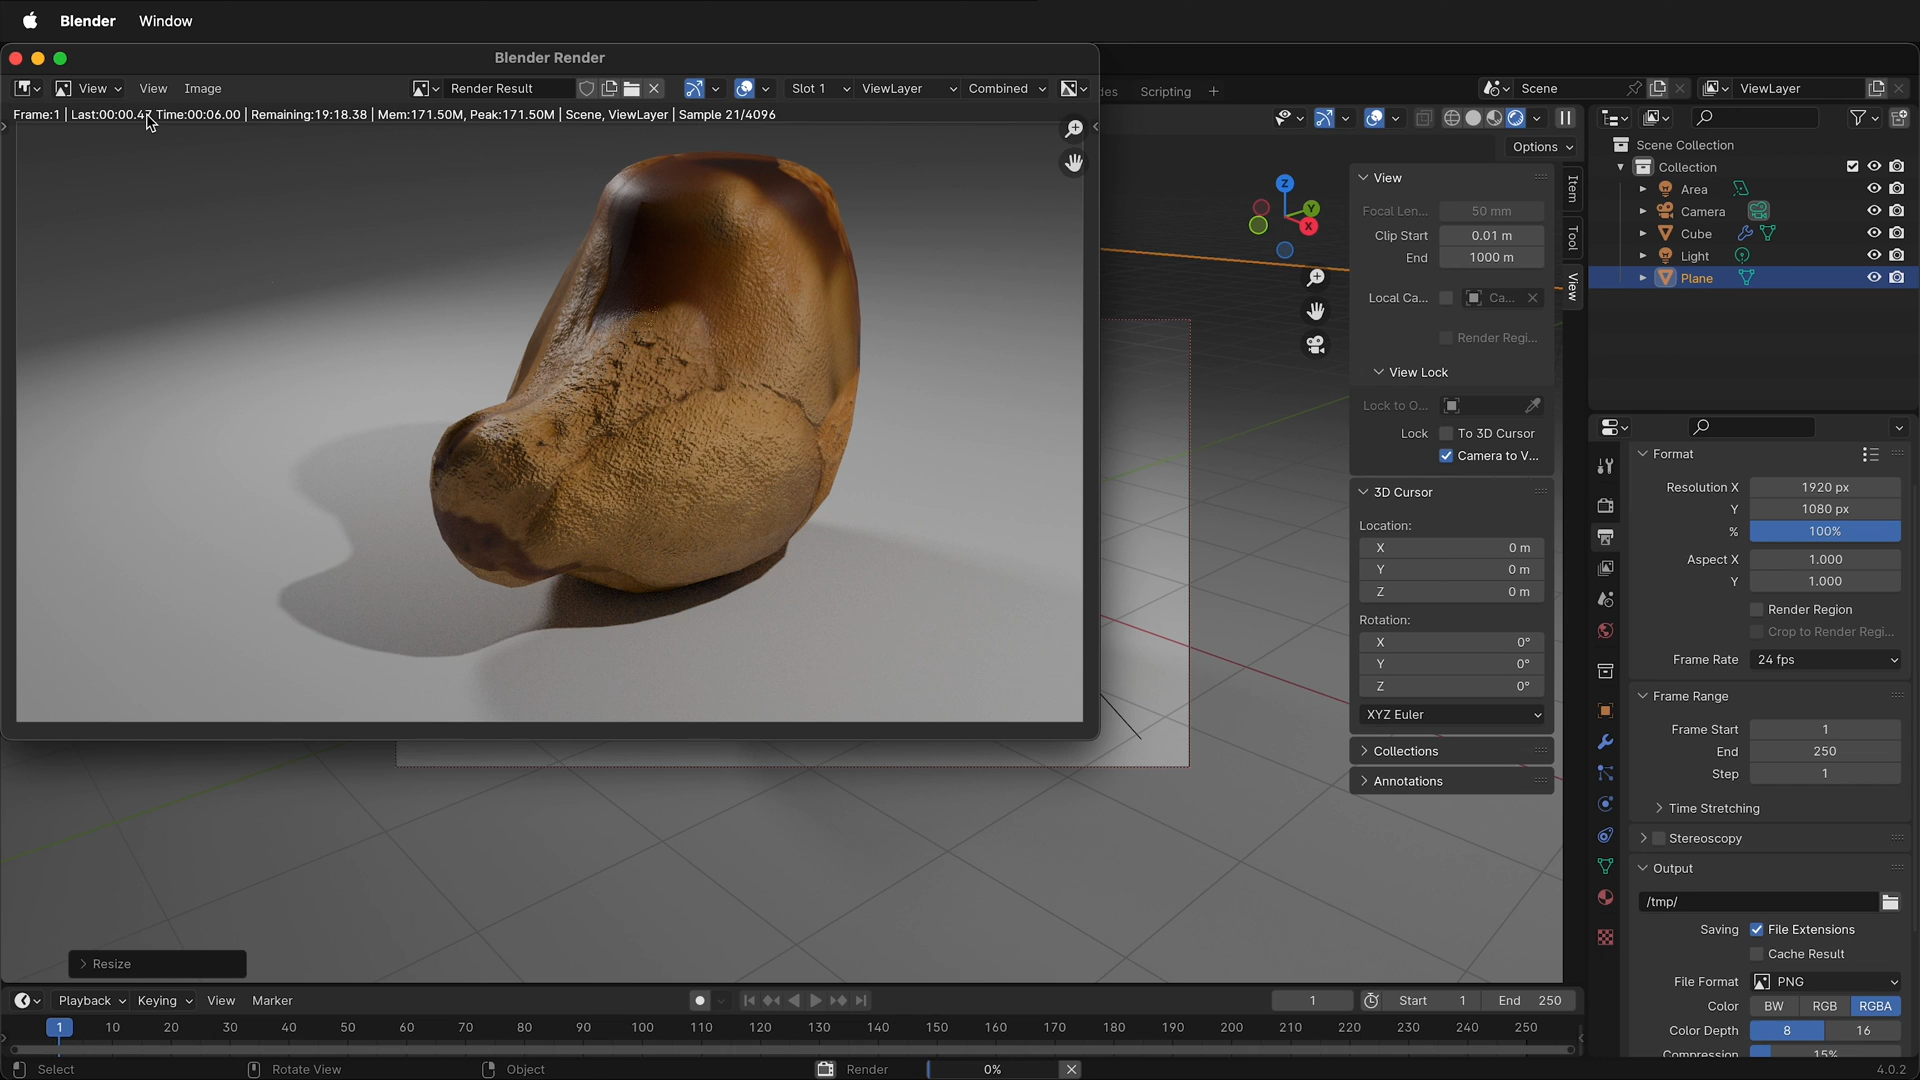 Blender Window
Blender Render
View View Image Render Result Slot 1 ViewLayer Combined
Frame:1 | Last:00:00.47 Time:00:06.00 | Remaining:19:18.38 | Mem:171.50M, Peak:171.50M | Scene, ViewLayer | Sample 21/4096
Scripting +
Scene ViewLayer
Options
View
Focal Len... 50 mm
Clip Start 0.01 m
End 1000 m
Local Ca... Ca...
Render Regi...
View Lock
Lock to O...
Lock To 3D Cursor
Camera to V...
3D Cursor
Location:
X 0 m
Y 0 m
Z 0 m
Rotation:
X 0°
Y 0°
Z 0°
XYZ Euler
Collections
Annotations
Item
Tool
View
Z
Y
X
Scene Collection
Collection
Area
Camera
Cube
Light
Plane
Format
Resolution X 1920 px
Y 1080 px
% 100%
Aspect X 1.000
Y 1.000
Render Region
Crop to Render Regi...
Frame Rate 24 fps
Frame Range
Frame Start 1
End 250
Step 1
Time Stretching
Stereoscopy
Output
/tmp/
Saving File Extensions
Cache Result
File Format PNG
Color BW RGB RGBA
Color Depth 8 16
Compression 15%
Resize
Playback Keying View Marker 1 Start 1 End 250
1 10 20 30 40 50 60 70 80 90 100 110 120 130 140 150 160 170 180 190 200 210 220 230 240 250
Select Rotate View Object Render 0% 4.0.2